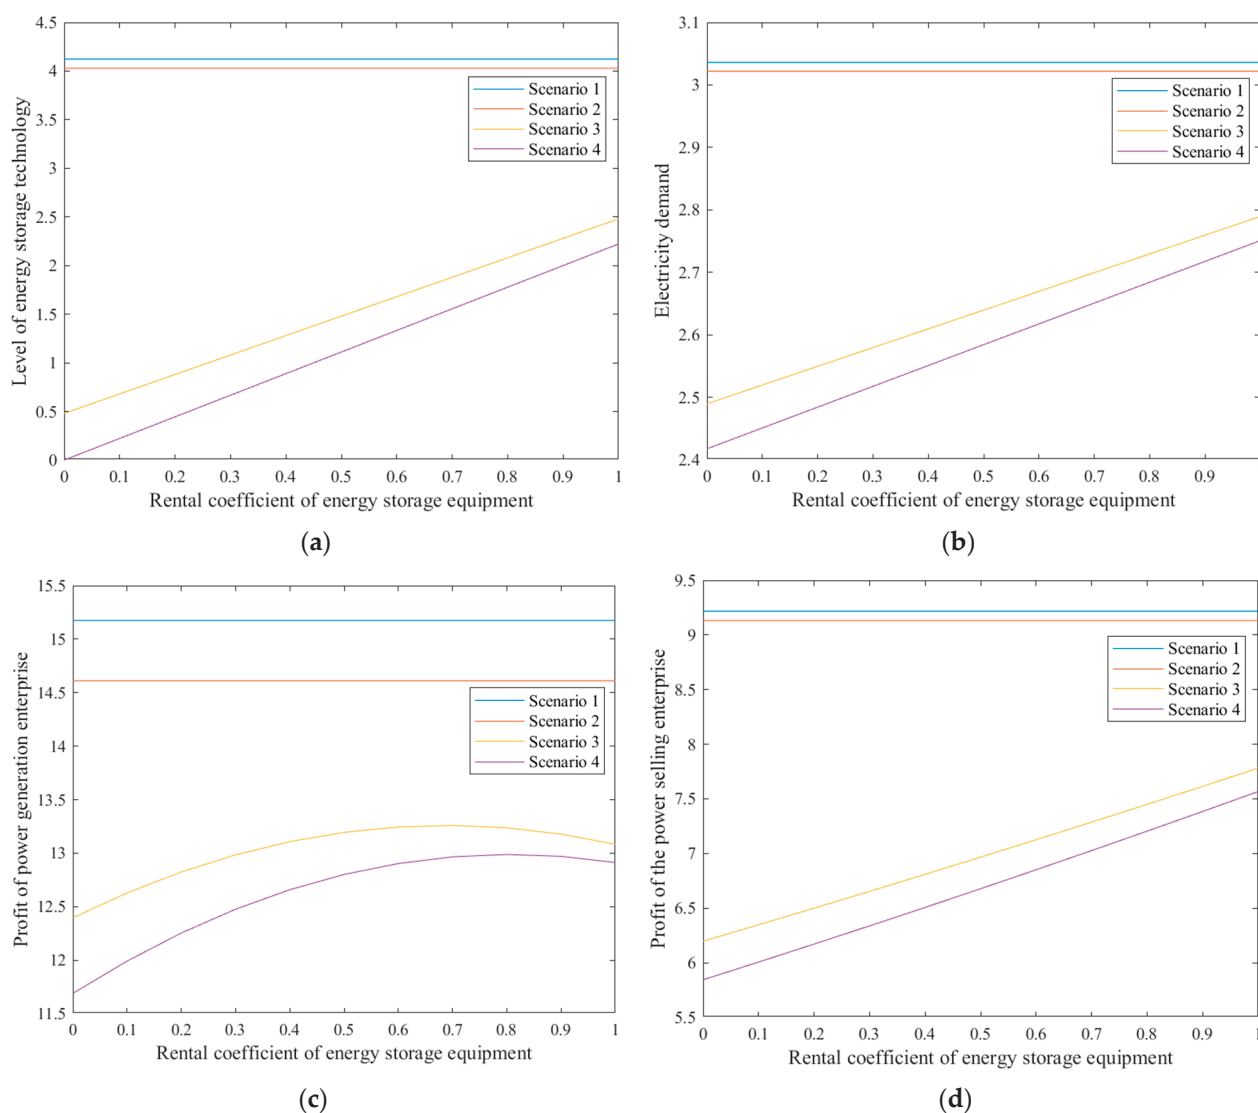 4.5
4
3.5
3
2.5
2
1.5
1
0.5
0
Level of energy storage technology
Scenario 1
Scenario 2
Scenario 3
Scenario 4
0 0.1 0.2 0.3 0.4 0.5 0.6 0.7 0.8 0.9 1
Rental coefficient of energy storage equipment
(a)
3.1
3
2.9
2.8
2.7
2.6
2.5
2.4
Electricity demand
Scenario 1
Scenario 2
Scenario 3
Scenario 4
0 0.1 0.2 0.3 0.4 0.5 0.6 0.7 0.8 0.9
Rental coefficient of energy storage equipment
(b)
15.5
15
14.5
14
13.5
13
12.5
12
11.5
Profit of power generation enterprise
Scenario 1
Scenario 2
Scenario 3
Scenario 4
0 0.1 0.2 0.3 0.4 0.5 0.6 0.7 0.8 0.9 1
Rental coefficient of energy storage equipment
(c)
9.5
9
8.5
8
7.5
7
6.5
6
5.5
Profit of the power selling enterprise
Scenario 1
Scenario 2
Scenario 3
Scenario 4
0 0.1 0.2 0.3 0.4 0.5 0.6 0.7 0.8 0.9 1
Rental coefficient of energy storage equipment
(d)